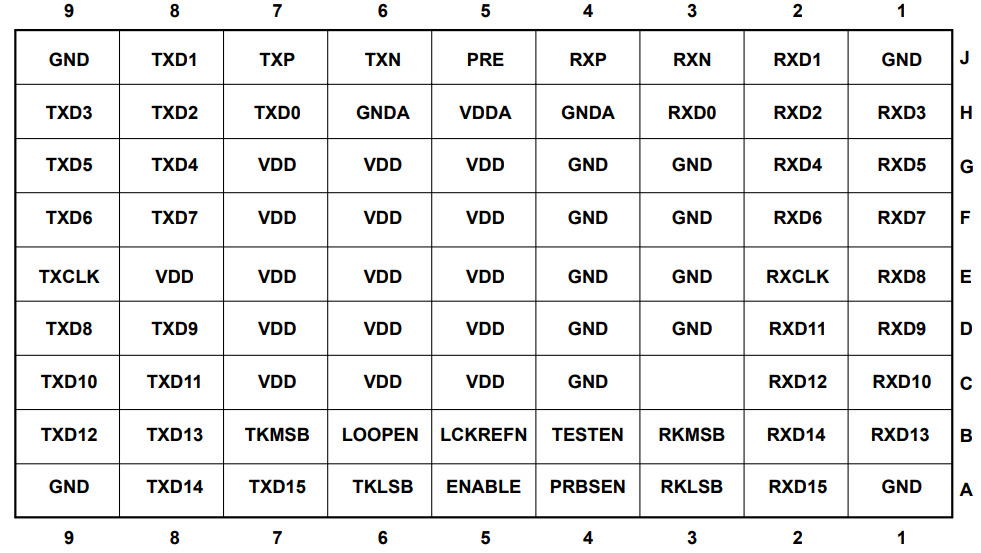 9 8 7 6 5 4 3 2 1
GND TXD1 TXP TXN PRE RXP RXN RXD1 GND J
TXD3 TXD2 TXD0 GNDA VDDA GNDA RXD0 RXD2 RXD3 H
TXD5 TXD4 VDD VDD VDD GND GND RXD4 RXD5 G
TXD6 TXD7 VDD VDD VDD GND GND RXD6 RXD7 F
TXCLK VDD VDD VDD VDD GND GND RXCLK RXD8 E
TXD8 TXD9 VDD VDD VDD GND GND RXD11 RXD9 D
TXD10 TXD11 VDD VDD VDD GND RXD12 RXD10 C
TXD12 TXD13 TKMSB LOOPEN LCKREFN TESTEN RKMSB RXD14 RXD13 B
GND TXD14 TXD15 TKLSB ENABLE PRBSEN RKLSB RXD15 GND A
9 8 7 6 5 4 3 2 1